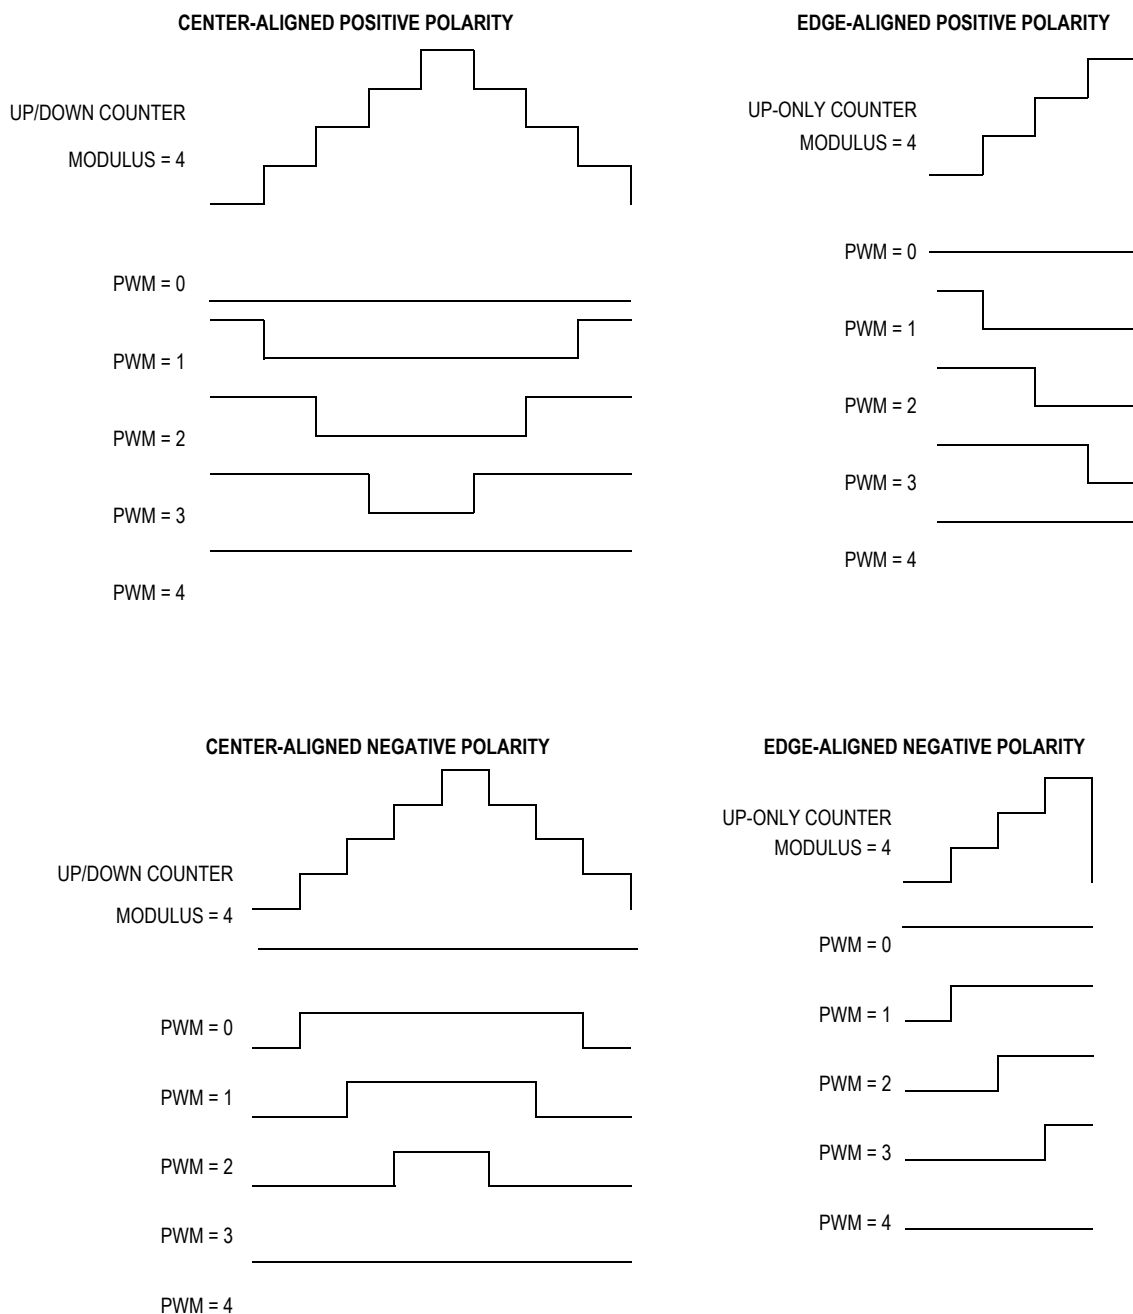 CENTER-ALIGNED POSITIVE POLARITY
UP/DOWN COUNTER
MODULUS = 4
PWM = 0
PWM = 1
PWM = 2
PWM = 3
PWM = 4
EDGE-ALIGNED POSITIVE POLARITY
UP-ONLY COUNTER
MODULUS = 4
PWM = 0
PWM = 1
PWM = 2
PWM = 3
PWM = 4
CENTER-ALIGNED NEGATIVE POLARITY
UP/DOWN COUNTER
MODULUS = 4
PWM = 0
PWM = 1
PWM = 2
PWM = 3
PWM = 4
EDGE-ALIGNED NEGATIVE POLARITY
UP-ONLY COUNTER
MODULUS = 4
PWM = 0
PWM = 1
PWM = 2
PWM = 3
PWM = 4